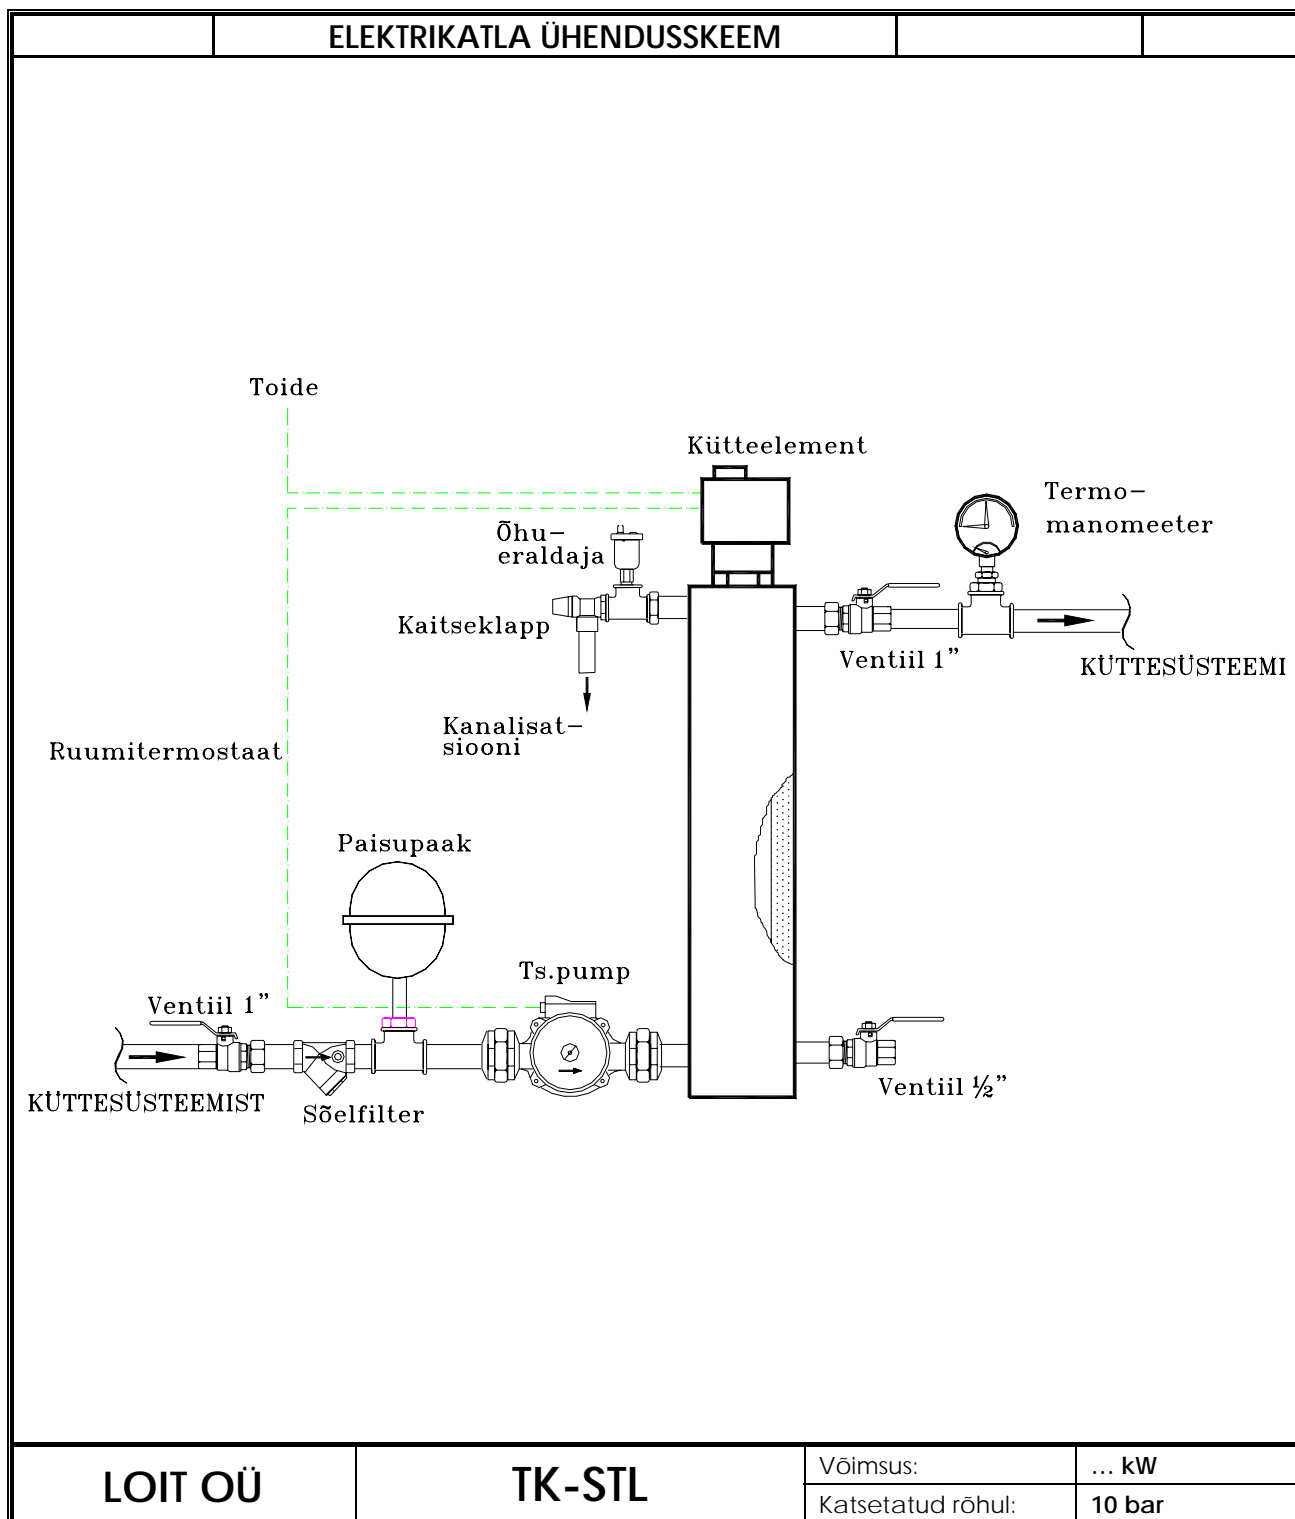 ELEKTRIKATLA ÜHENDUSSKEEM
Toide
Kütteelement
Termo-
manomeeter
Õhu-
eraldaja
Kaitseklapp
Ventiil 1”
KÜTTESÜSTEEMI
Kanalisat-
siooni
Ruumitermostaat
Paisupaak
Ts.pump
Ventiil 1”
Ventiil ½”
KÜTTESÜSTEEMIST
Sõelfilter
LOIT OÜ
TK-STL
Võimsus:
... kW
Katsetatud rõhul:
10 bar